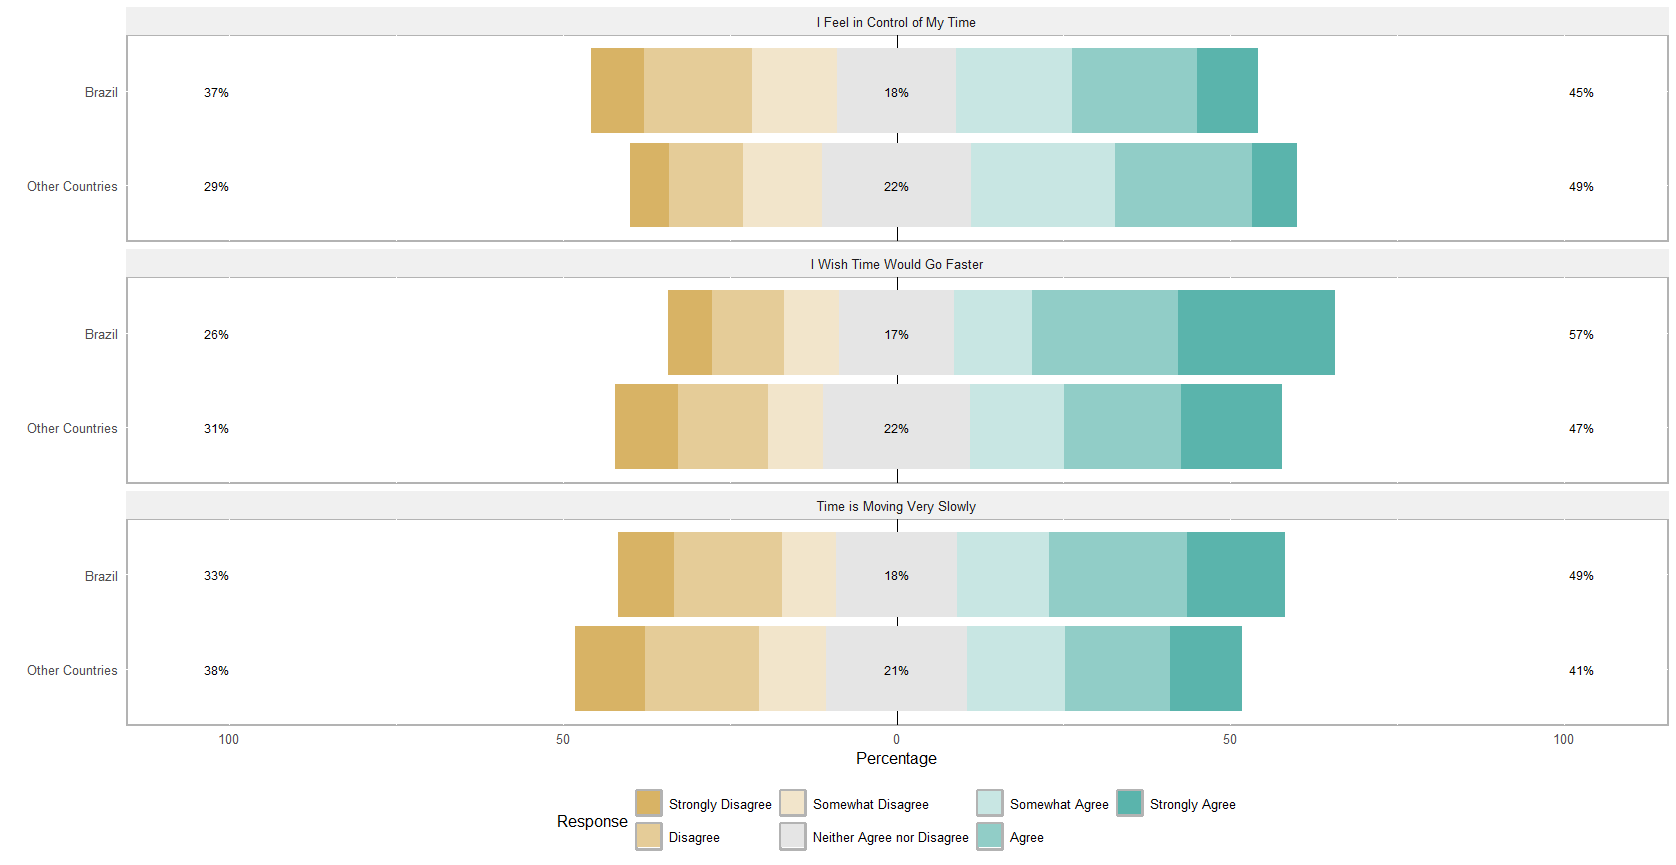 I Feel in Control of My Time
Brazil 37% 18% 45%
Other Countries 29% 22% 49%
I Wish Time Would Go Faster
Brazil 26% 17% 57%
Other Countries 31% 22% 47%
Time is Moving Very Slowly
Brazil 33% 18% 49%
Other Countries 38% 21% 41%
100 50 0 50 100
Percentage
Response
Strongly Disagree Somewhat Disagree Somewhat Agree Strongly Agree
Disagree Neither Agree nor Disagree Agree